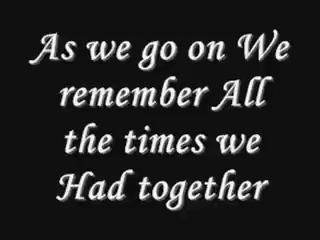 As we go on We
remember All
the times we
Had together